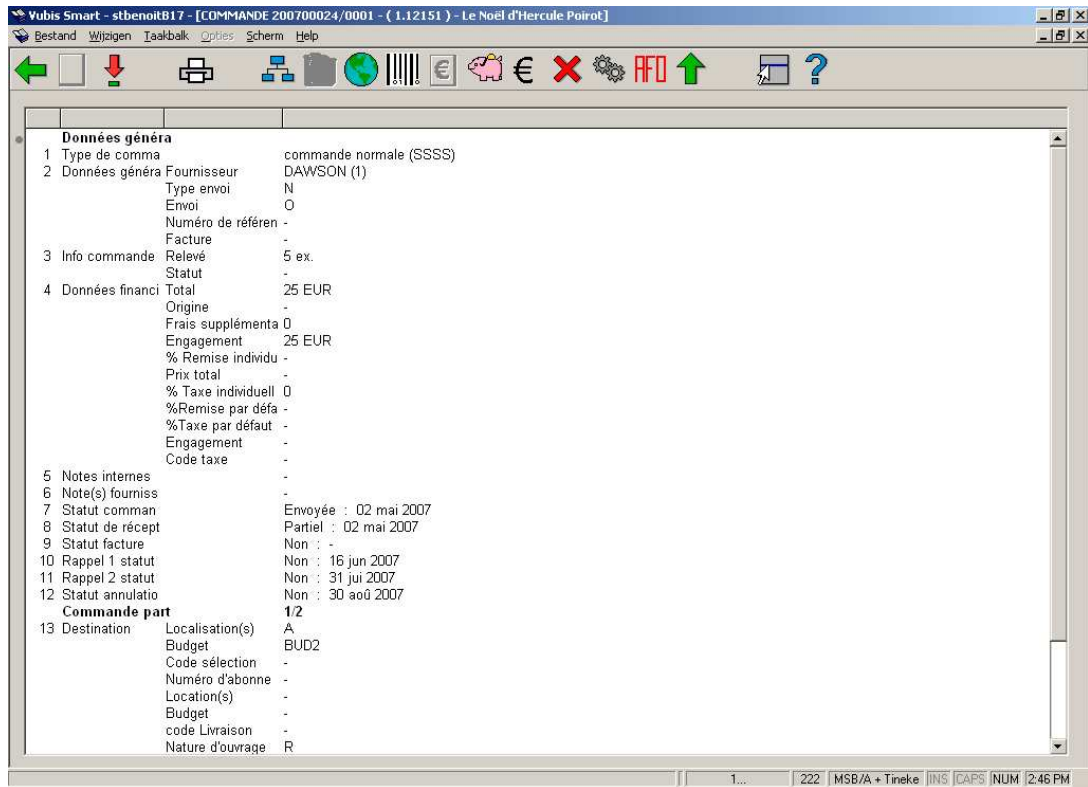 Vubis Smart - stbenoitB17 - [COMMANDE 200700024/0001 - ( 1.12151 ) - Le Noël d'Hercule Poirot]
Bestand Wijzigen Taakbalk Opties Scherm Help
€ € AFO ?
Données généra
1 Type de comma commande normale (SSSS)
2 Données généra Fournisseur DAWSON (1)
Type envoi N
Envoi O
Numéro de référen -
Facture -
3 Info commande Relevé 5 ex.
Statut -
4 Données financi Total 25 EUR
Origine -
Frais supplémenta 0
Engagement 25 EUR
% Remise individu -
Prix total -
% Taxe individuell 0
%Remise par défa -
%Taxe par défaut -
Engagement -
Code taxe -
5 Notes internes -
6 Note(s) fourniss -
7 Statut comman Envoyée : 02 mai 2007
8 Statut de récept Partiel : 02 mai 2007
9 Statut facture Non : -
10 Rappel 1 statut Non : 16 jun 2007
11 Rappel 2 statut Non : 31 jui 2007
12 Statut annulatio Non : 30 aoû 2007
Commande part 1/2
13 Destination Localisation(s) A
Budget BUD2
Code sélection -
Numéro d'abonne -
Location(s) -
Budget -
code Livraison -
Nature d'ouvrage R
1... 222 MSB/A + Tineke INS CAPS NUM 2:46 PM